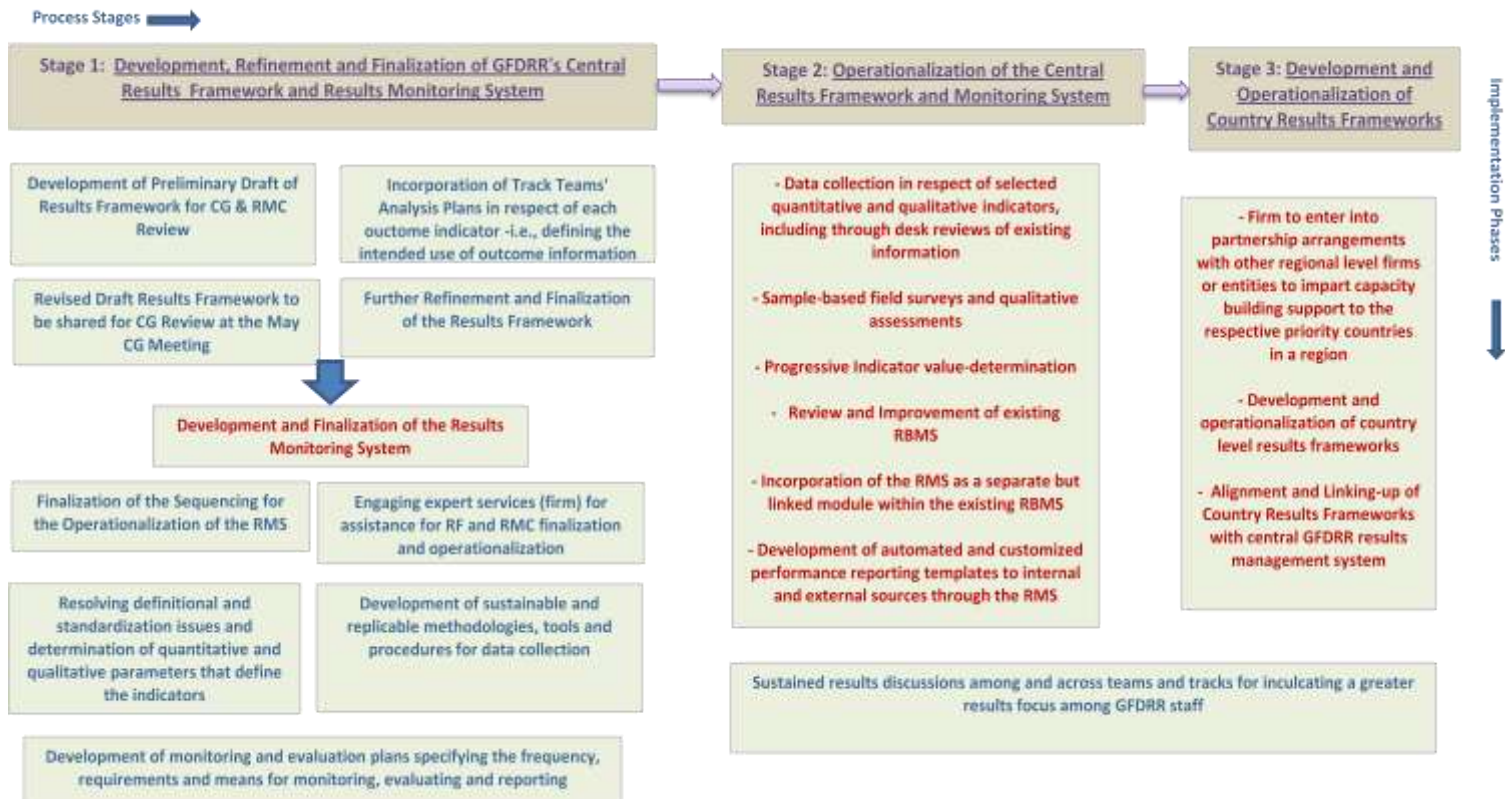 Process Stages
Stage 1: Development, Refinement and Finalization of GFDRR's Central
Results Framework and Results Monitoring System
Stage 2: Operationalization of the Central
Results Framework and Monitoring System
Stage 3: Development and
Operationalization of
Country Results Frameworks
Implementation Phases
Development of Preliminary Draft of
Results Framework for CG & RMC
Review
Incorporation of Track Teams'
Analysis Plans in respect of each
ouctome indicator -i.e., defining the
intended use of outcome information
Revised Draft Results Framework to
be shared for CG Review at the May
CG Meeting
Further Refinement and Finalization
of the Results Framework
Development and Finalization of the Results
Monitoring System
Finalization of the Sequencing for
the Operationalization of the RMS
Engaging expert services (firm) for
assistance for RF and RMC finalization
and operationalization
Resolving definitional and
standardization issues and
determination of quantitative and
qualitative parameters that define
the indicators
Development of sustainable and
replicable methodologies, tools and
procedures for data collection
Development of monitoring and evaluation plans specifying the frequency,
requirements and means for monitoring, evaluating and reporting
- Data collection in respect of selected
quantitative and qualitative indicators,
including through desk reviews of existing
information
- Sample-based field surveys and qualitative
assessments
- Progressive Indicator value-determination
- Review and Improvement of existing
RBMS
- Incorporation of the RMS as a separate but
linked module within the existing RBMS
- Development of automated and customized
performance reporting templates to internal
and external sources through the RMS
- Firm to enter into
partnership arrangements
with other regional level firms
or entities to impart capacity
building support to the
respective priority countries
in a region
- Development and
operationalization of country
level results frameworks
- Alignment and Linking-up of
Country Results Frameworks
with central GFDRR results
management system
Sustained results discussions among and across teams and tracks for inculcating a greater
results focus among GFDRR staff